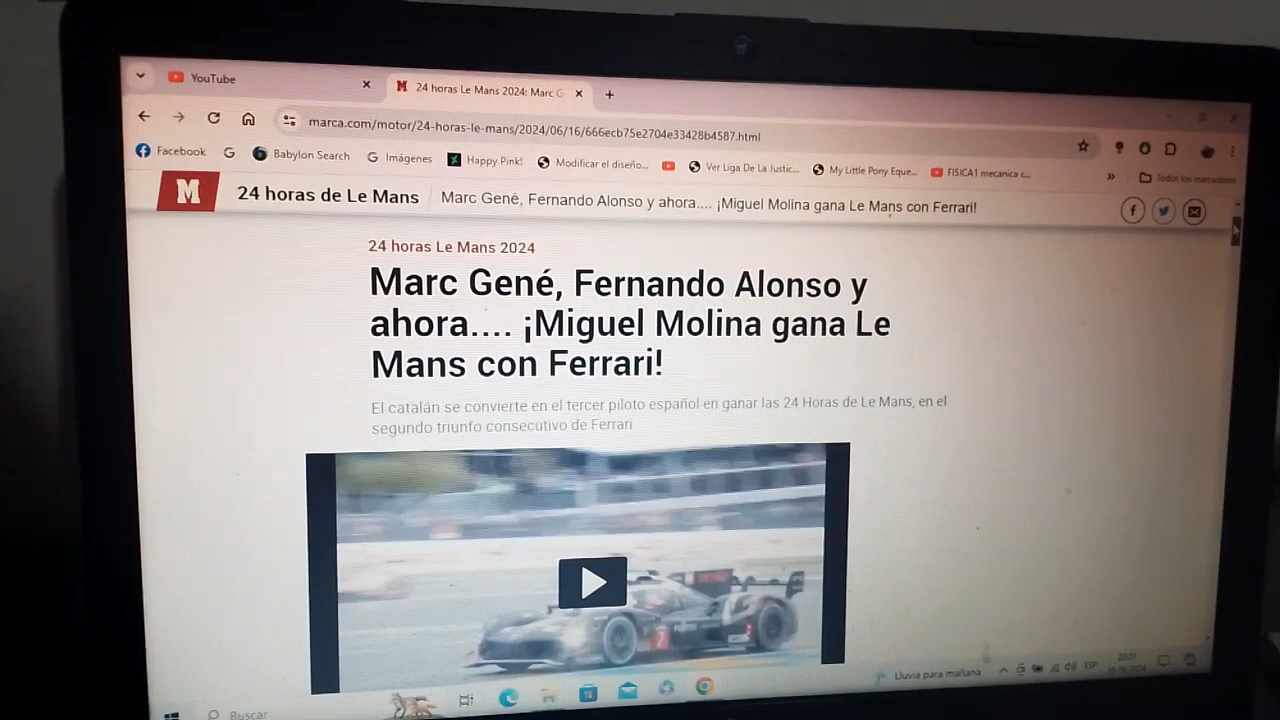 YouTube
24 horas Le Mans 2024: Marc G
marca.com/motor/24-horas-le-mans/2024/06/16/666ecb75e2704e33428b4587.html
Facebook
Babylon Search
Imágenes
Happy Pink!
Modificar el diseño...
Ver Liga De La Justic...
My Little Pony Eque...
FISICA1 mecanica c...
Todos los marcadores
M
24 horas de Le Mans
Marc Gené, Fernando Alonso y ahora.... ¡Miguel Molina gana Le Mans con Ferrari!
24 horas Le Mans 2024
Marc Gené, Fernando Alonso y
ahora.... ¡Miguel Molina gana Le
Mans con Ferrari!
El catalán se convierte en el tercer piloto español en ganar las 24 Horas de Le Mans, en el
segundo triunfo consecutivo de Ferrari
7
Buscar
Lluvia para mañana
ESP